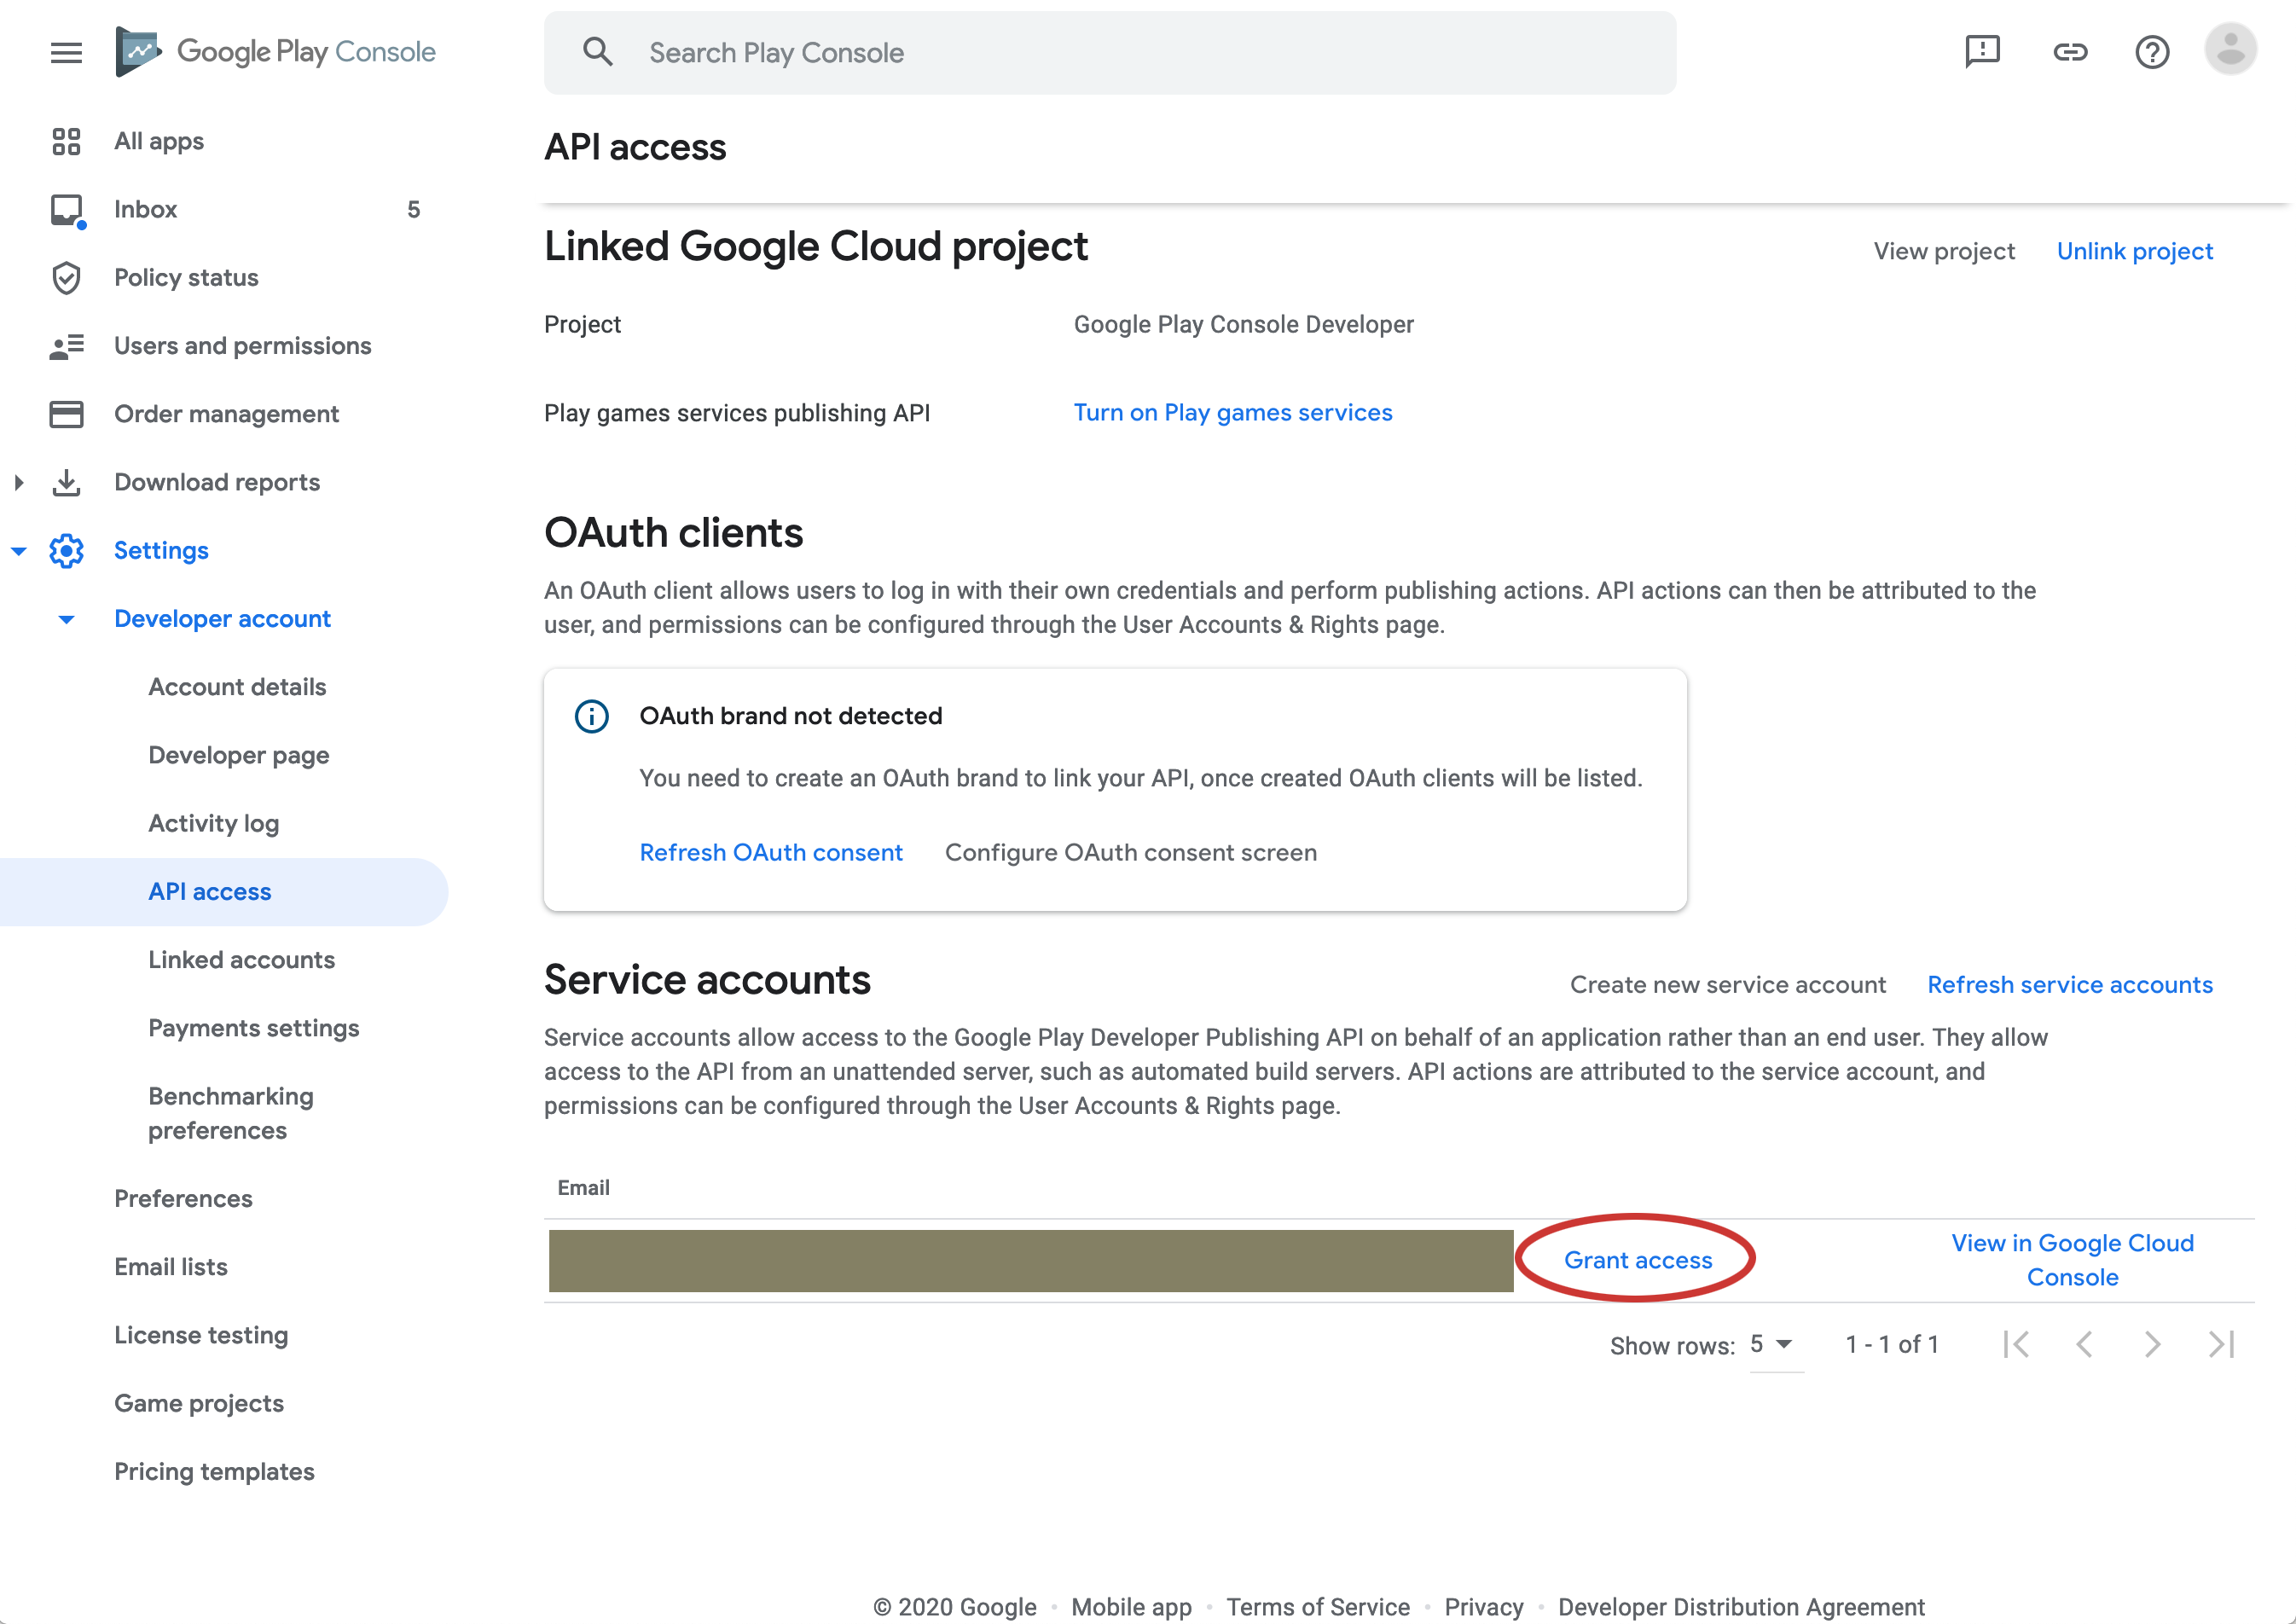 Google Play Console
Search Play Console
All apps
Inbox 5
Policy status
Users and permissions
Order management
Download reports
Settings
Developer account
Account details
Developer page
Activity log
API access
Linked accounts
Payments settings
Benchmarking
preferences
Preferences
Email lists
License testing
Game projects
Pricing templates
API access
Linked Google Cloud project
View project Unlink project
Project Google Play Console Developer
Play games services publishing API Turn on Play games services
OAuth clients
An OAuth client allows users to log in with their own credentials and perform publishing actions. API actions can then be attributed to the
user, and permissions can be configured through the User Accounts & Rights page.
OAuth brand not detected
You need to create an OAuth brand to link your API, once created OAuth clients will be listed.
Refresh OAuth consent Configure OAuth consent screen
Service accounts
Create new service account Refresh service accounts
Service accounts allow access to the Google Play Developer Publishing API on behalf of an application rather than an end user. They allow
access to the API from an unattended server, such as automated build servers. API actions are attributed to the service account, and
permissions can be configured through the User Accounts & Rights page.
Email
Grant access
View in Google Cloud
Console
Show rows: 5 1 - 1 of 1
© 2020 Google · Mobile app · Terms of Service · Privacy · Developer Distribution Agreement